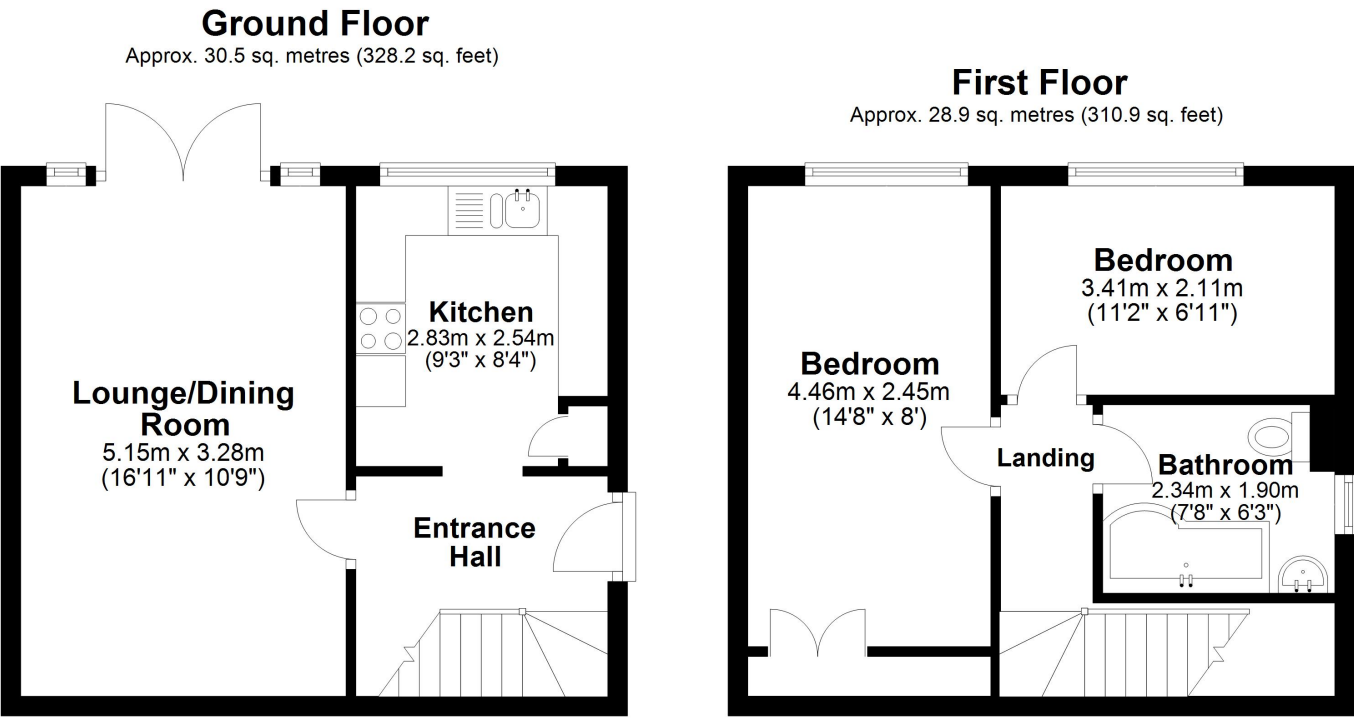 Ground Floor
Approx. 30.5 sq. metres (328.2 sq. feet)
Lounge/Dining
Room
5.15m x 3.28m
(16'11" x 10'9")
Kitchen
2.83m x 2.54m
(9'3" x 8'4")
Entrance
Hall
First Floor
Approx. 28.9 sq. metres (310.9 sq. feet)
Bedroom
4.46m x 2.45m
(14'8" x 8')
Bedroom
3.41m x 2.11m
(11'2" x 6'11")
Landing
Bathroom
2.34m x 1.90m
(7'8" x 6'3")